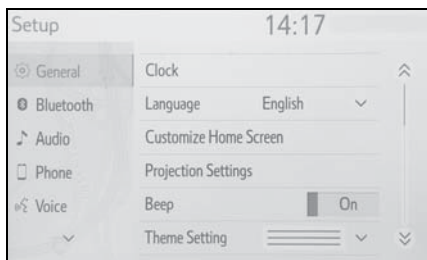 Setup 14:17
General
Bluetooth
Audio
Phone
Voice
Clock
Language English
Customize Home Screen
Projection Settings
Beep On
Theme Setting